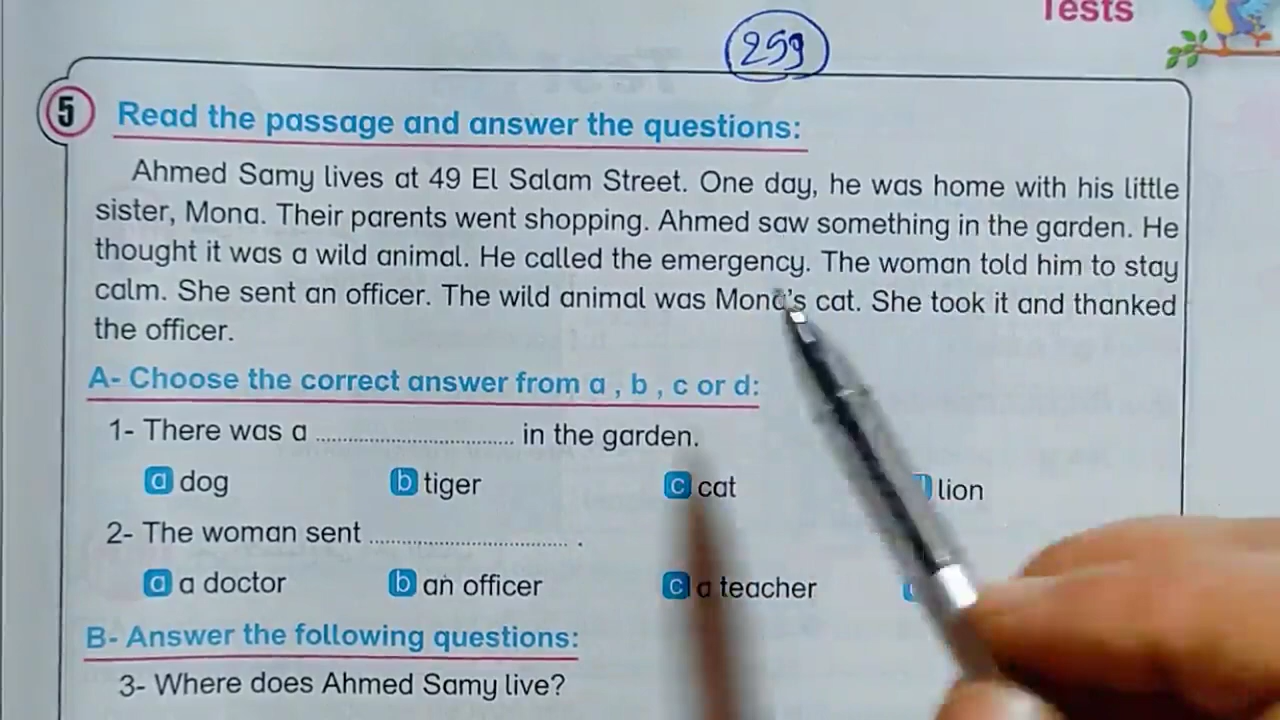 Tests
259
5 Read the passage and answer the questions:
Ahmed Samy lives at 49 El Salam Street. One day, he was home with his little
sister, Mona. Their parents went shopping. Ahmed saw something in the garden. He
thought it was a wild animal. He called the emergency. The woman told him to stay
calm. She sent an officer. The wild animal was Mona's cat. She took it and thanked
the officer.
A- Choose the correct answer from a , b , c or d:
1- There was a .................................. in the garden.
a dog b tiger c cat lion
2- The woman sent .................................. .
a a doctor b an officer c a teacher
B- Answer the following questions:
3- Where does Ahmed Samy live?